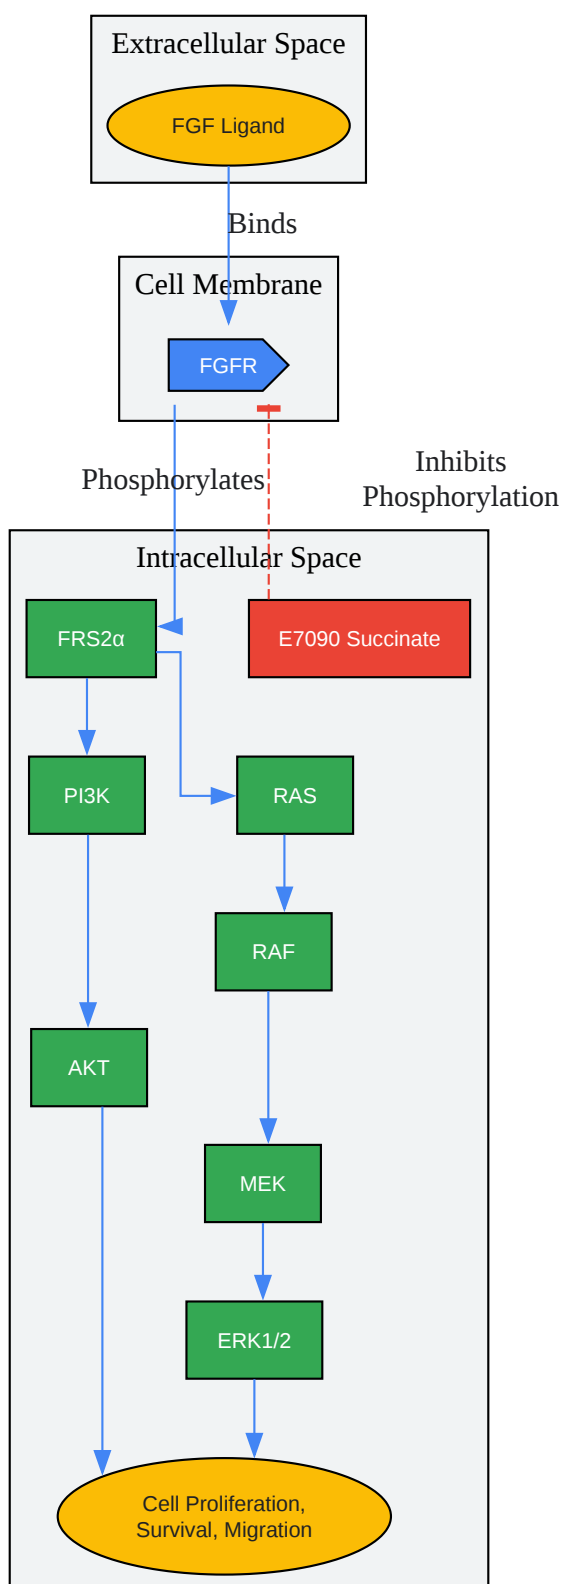 Extracellular Space
FGF Ligand
Binds
Cell Membrane
FGFR
Phosphorylates
Inhibits
Phosphorylation
Intracellular Space
FRS2α
E7090 Succinate
PI3K
RAS
RAF
AKT
MEK
ERK1/2
Cell Proliferation,
Survival, Migration